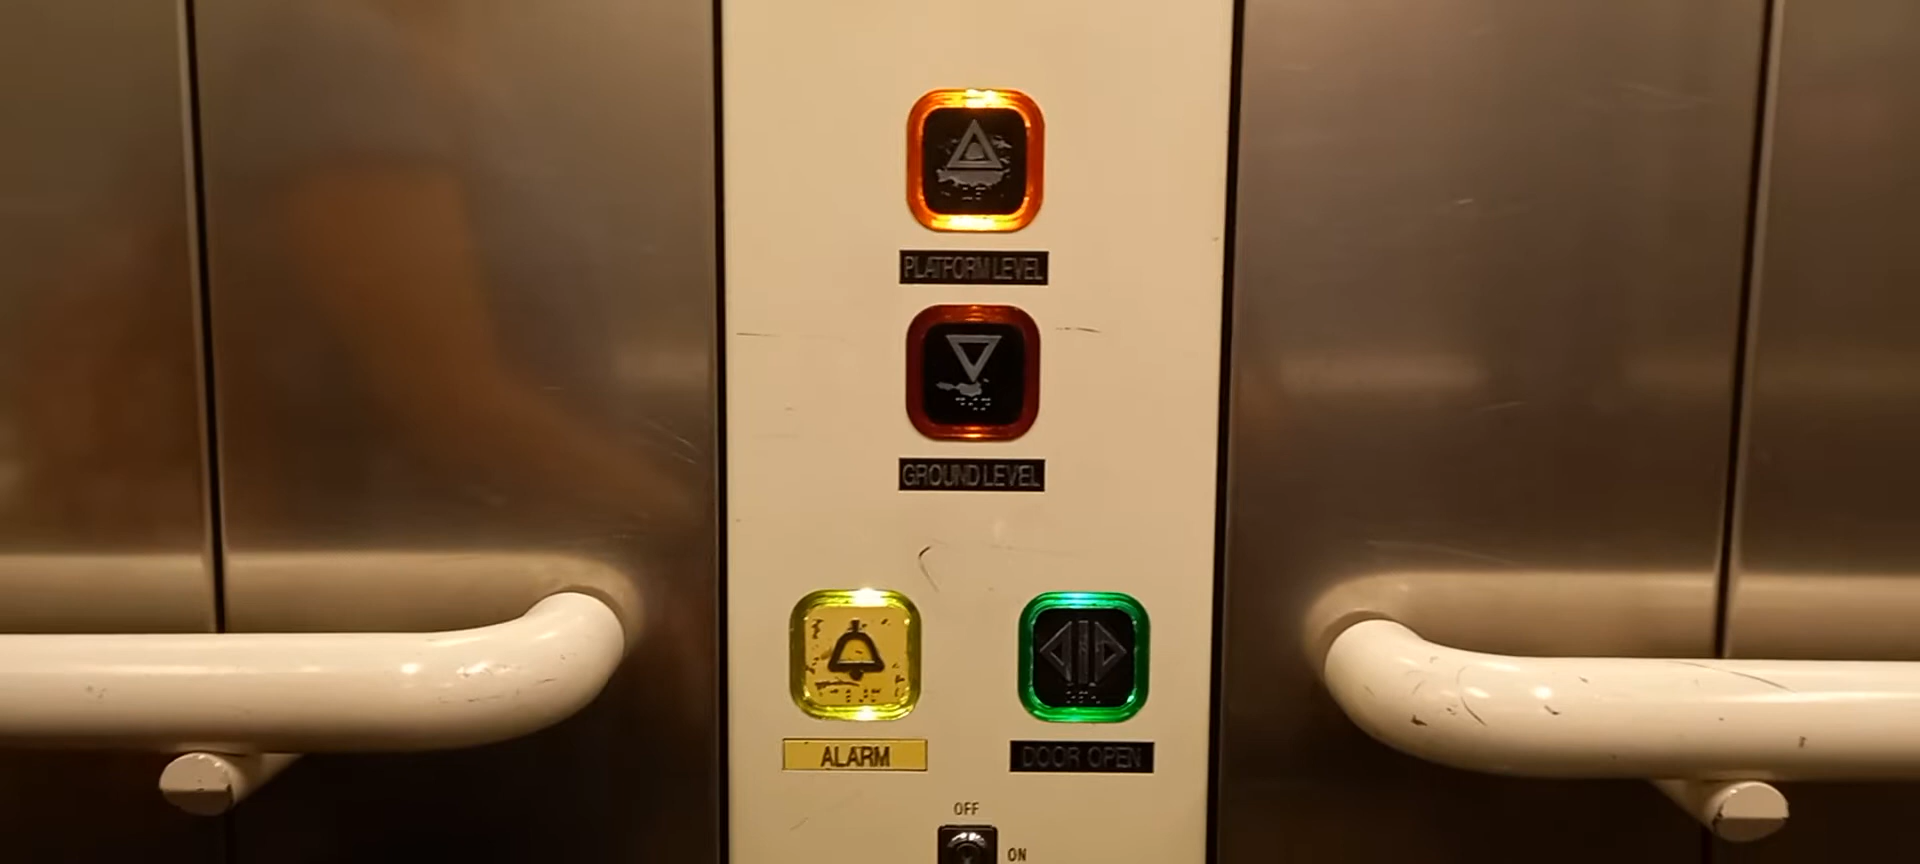 PLATFORM LEVEL
GROUND LEVEL
ALARM
DOOR OPEN
OFF
ON